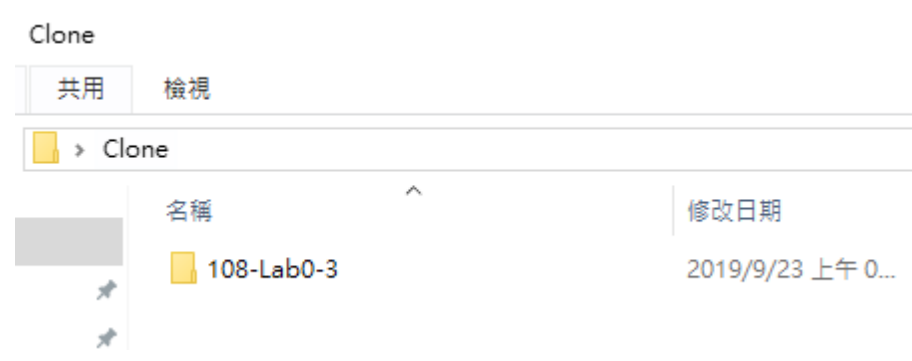 Clone
共用 檢視
› Clone
名稱 修改日期
108-Lab0-3 2019/9/23 上午 0...